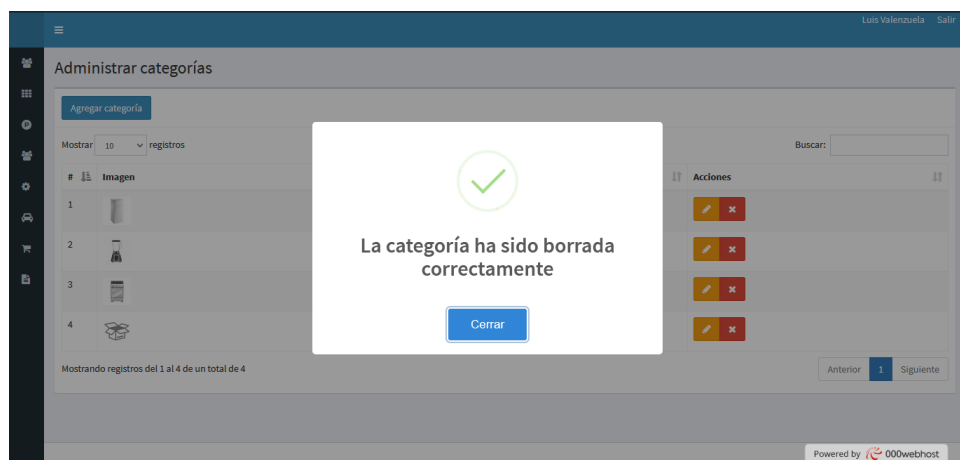 Luis Valenzuela Salir
Administrar categorías
Agregar categoría
Mostrar 10 registros
Buscar:
# Imagen Acciones
1
2
3
4
La categoría ha sido borrada
correctamente
Cerrar
Mostrando registros del 1 al 4 de un total de 4
Anterior 1 Siguiente
Powered by 000webhost